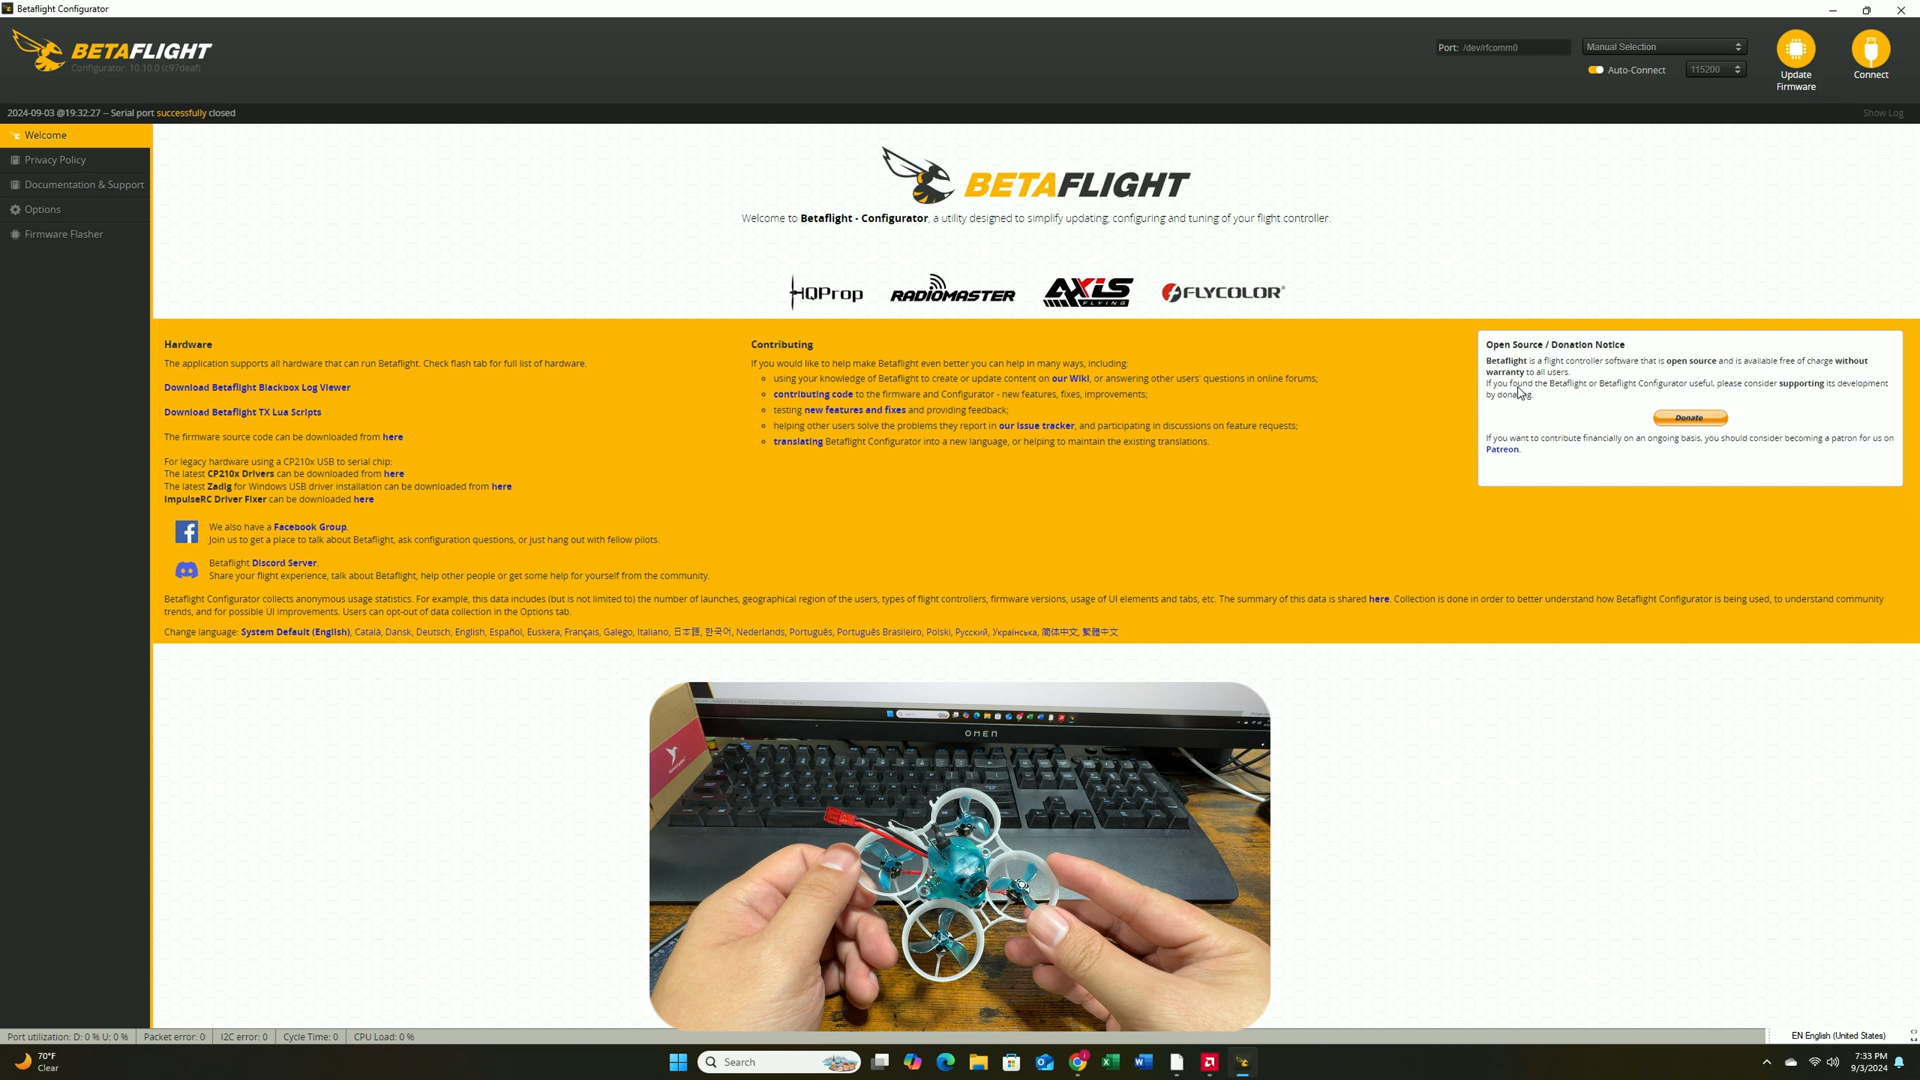 Betaflight Configurator
BETAFLIGHT
Configurator: 10.10.0 (c97deaf)
Port: /dev/rfcomm0
Manual Selection
Auto-Connect
115200
Update
Firmware
Connect
2024-09-03 @19:32:27 -- Serial port successfully closed
Show Log
Welcome
Privacy Policy
Documentation & Support
Options
Firmware Flasher
BETAFLIGHT
Welcome to Betaflight - Configurator, a utility designed to simplify updating, configuring and tuning of your flight controller.
HQProp
RADIOMASTER
AXIS
FLYING
FLYCOLOR
Hardware
The application supports all hardware that can run Betaflight. Check flash tab for full list of hardware.
Download Betaflight Blackbox Log Viewer
Download Betaflight TX Lua Scripts
The firmware source code can be downloaded from here
For legacy hardware using a CP210x USB to serial chip:
The latest CP210x Drivers can be downloaded from here
The latest Zadig for Windows USB driver installation can be downloaded from here
ImpulseRC Driver Fixer can be downloaded here
We also have a Facebook Group.
Join us to get a place to talk about Betaflight, ask configuration questions, or just hang out with fellow pilots.
Betaflight Discord Server.
Share your flight experience, talk about Betaflight, help other people or get some help for yourself from the community.
Contributing
If you would like to help make Betaflight even better you can help in many ways, including:
using your knowledge of Betaflight to create or update content on our Wiki, or answering other users' questions in online forums;
contributing code to the firmware and Configurator - new features, fixes, improvements;
testing new features and fixes and providing feedback;
helping other users solve the problems they report in our issue tracker, and participating in discussions on feature requests;
translating Betaflight Configurator into a new language, or helping to maintain the existing translations.
Open Source / Donation Notice
Betaflight is a flight controller software that is open source and is available free of charge without
warranty to all users.
If you found the Betaflight or Betaflight Configurator useful, please consider supporting its development
by donating.
Donate
If you want to contribute financially on an ongoing basis, you should consider becoming a patron for us on
Patreon.
Betaflight Configurator collects anonymous usage statistics. For example, this data includes (but is not limited to) the number of launches, geographical region of the users, types of flight controllers, firmware versions, usage of UI elements and tabs, etc. The summary of this data is shared here. Collection is done in order to better understand how Betaflight Configurator is being used, to understand community
trends, and for possible UI improvements. Users can opt-out of data collection in the Options tab.
Change language: System Default (English), Català, Dansk, Deutsch, English, Español, Euskera, Français, Galego, Italiano, 日本語, 한국어, Nederlands, Português, Português Brasileiro, Polski, Русский, Українська, 简体中文, 繁體中文
OMEN
Port utilization: D: 0 % U: 0 %
Packet error: 0
I2C error: 0
Cycle Time: 0
CPU Load: 0 %
EN English (United States)
70°F
Clear
Search
7:33 PM
9/3/2024